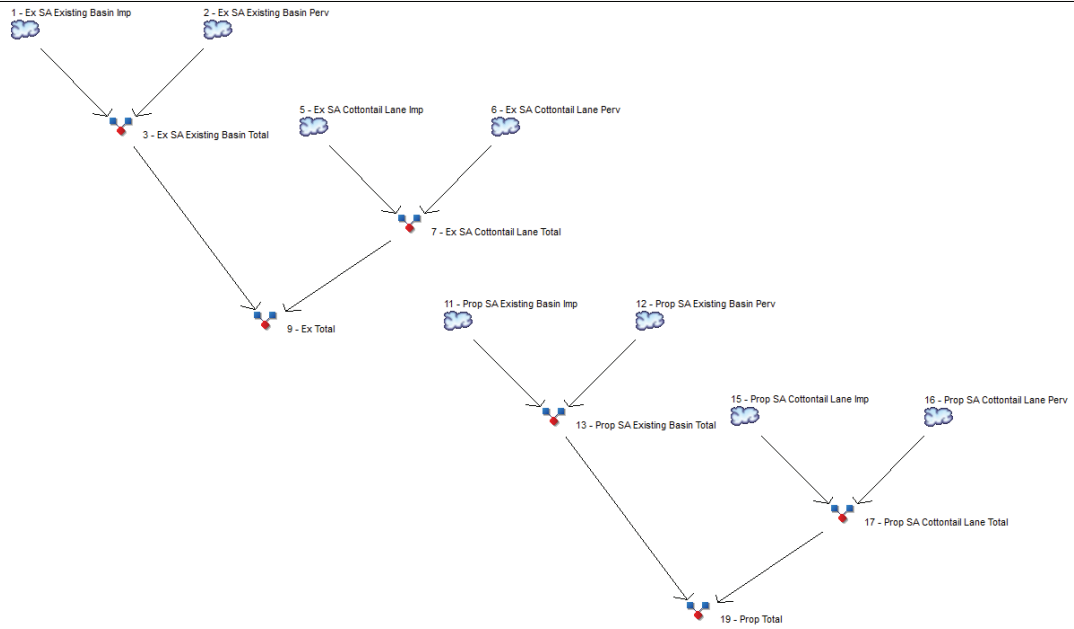 1 - Ex SA Existing Basin Imp
2 - Ex SA Existing Basin Perv
3 - Ex SA Existing Basin Total
5 - Ex SA Cottontail Lane Imp
6 - Ex SA Cottontail Lane Perv
7 - Ex SA Cottontail Lane Total
9 - Ex Total
11 - Prop SA Existing Basin Imp
12 - Prop SA Existing Basin Perv
13 - Prop SA Existing Basin Total
15 - Prop SA Cottontail Lane Imp
16 - Prop SA Cottontail Lane Perv
17 - Prop SA Cottontail Lane Total
19 - Prop Total